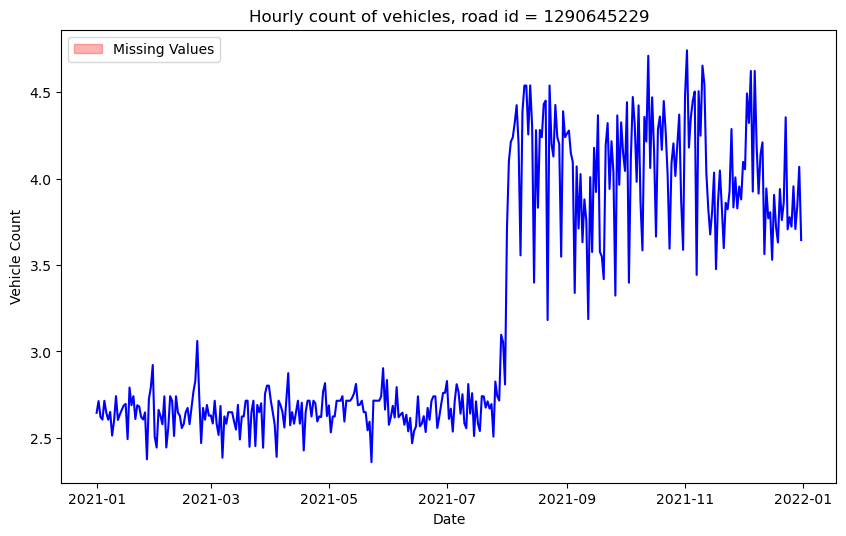 Hourly count of vehicles, road id = 1290645229
Missing Values
Vehicle Count
4.5
4.0
3.5
3.0
2.5
2021-01 2021-03 2021-05 2021-07 2021-09 2021-11 2022-01
Date